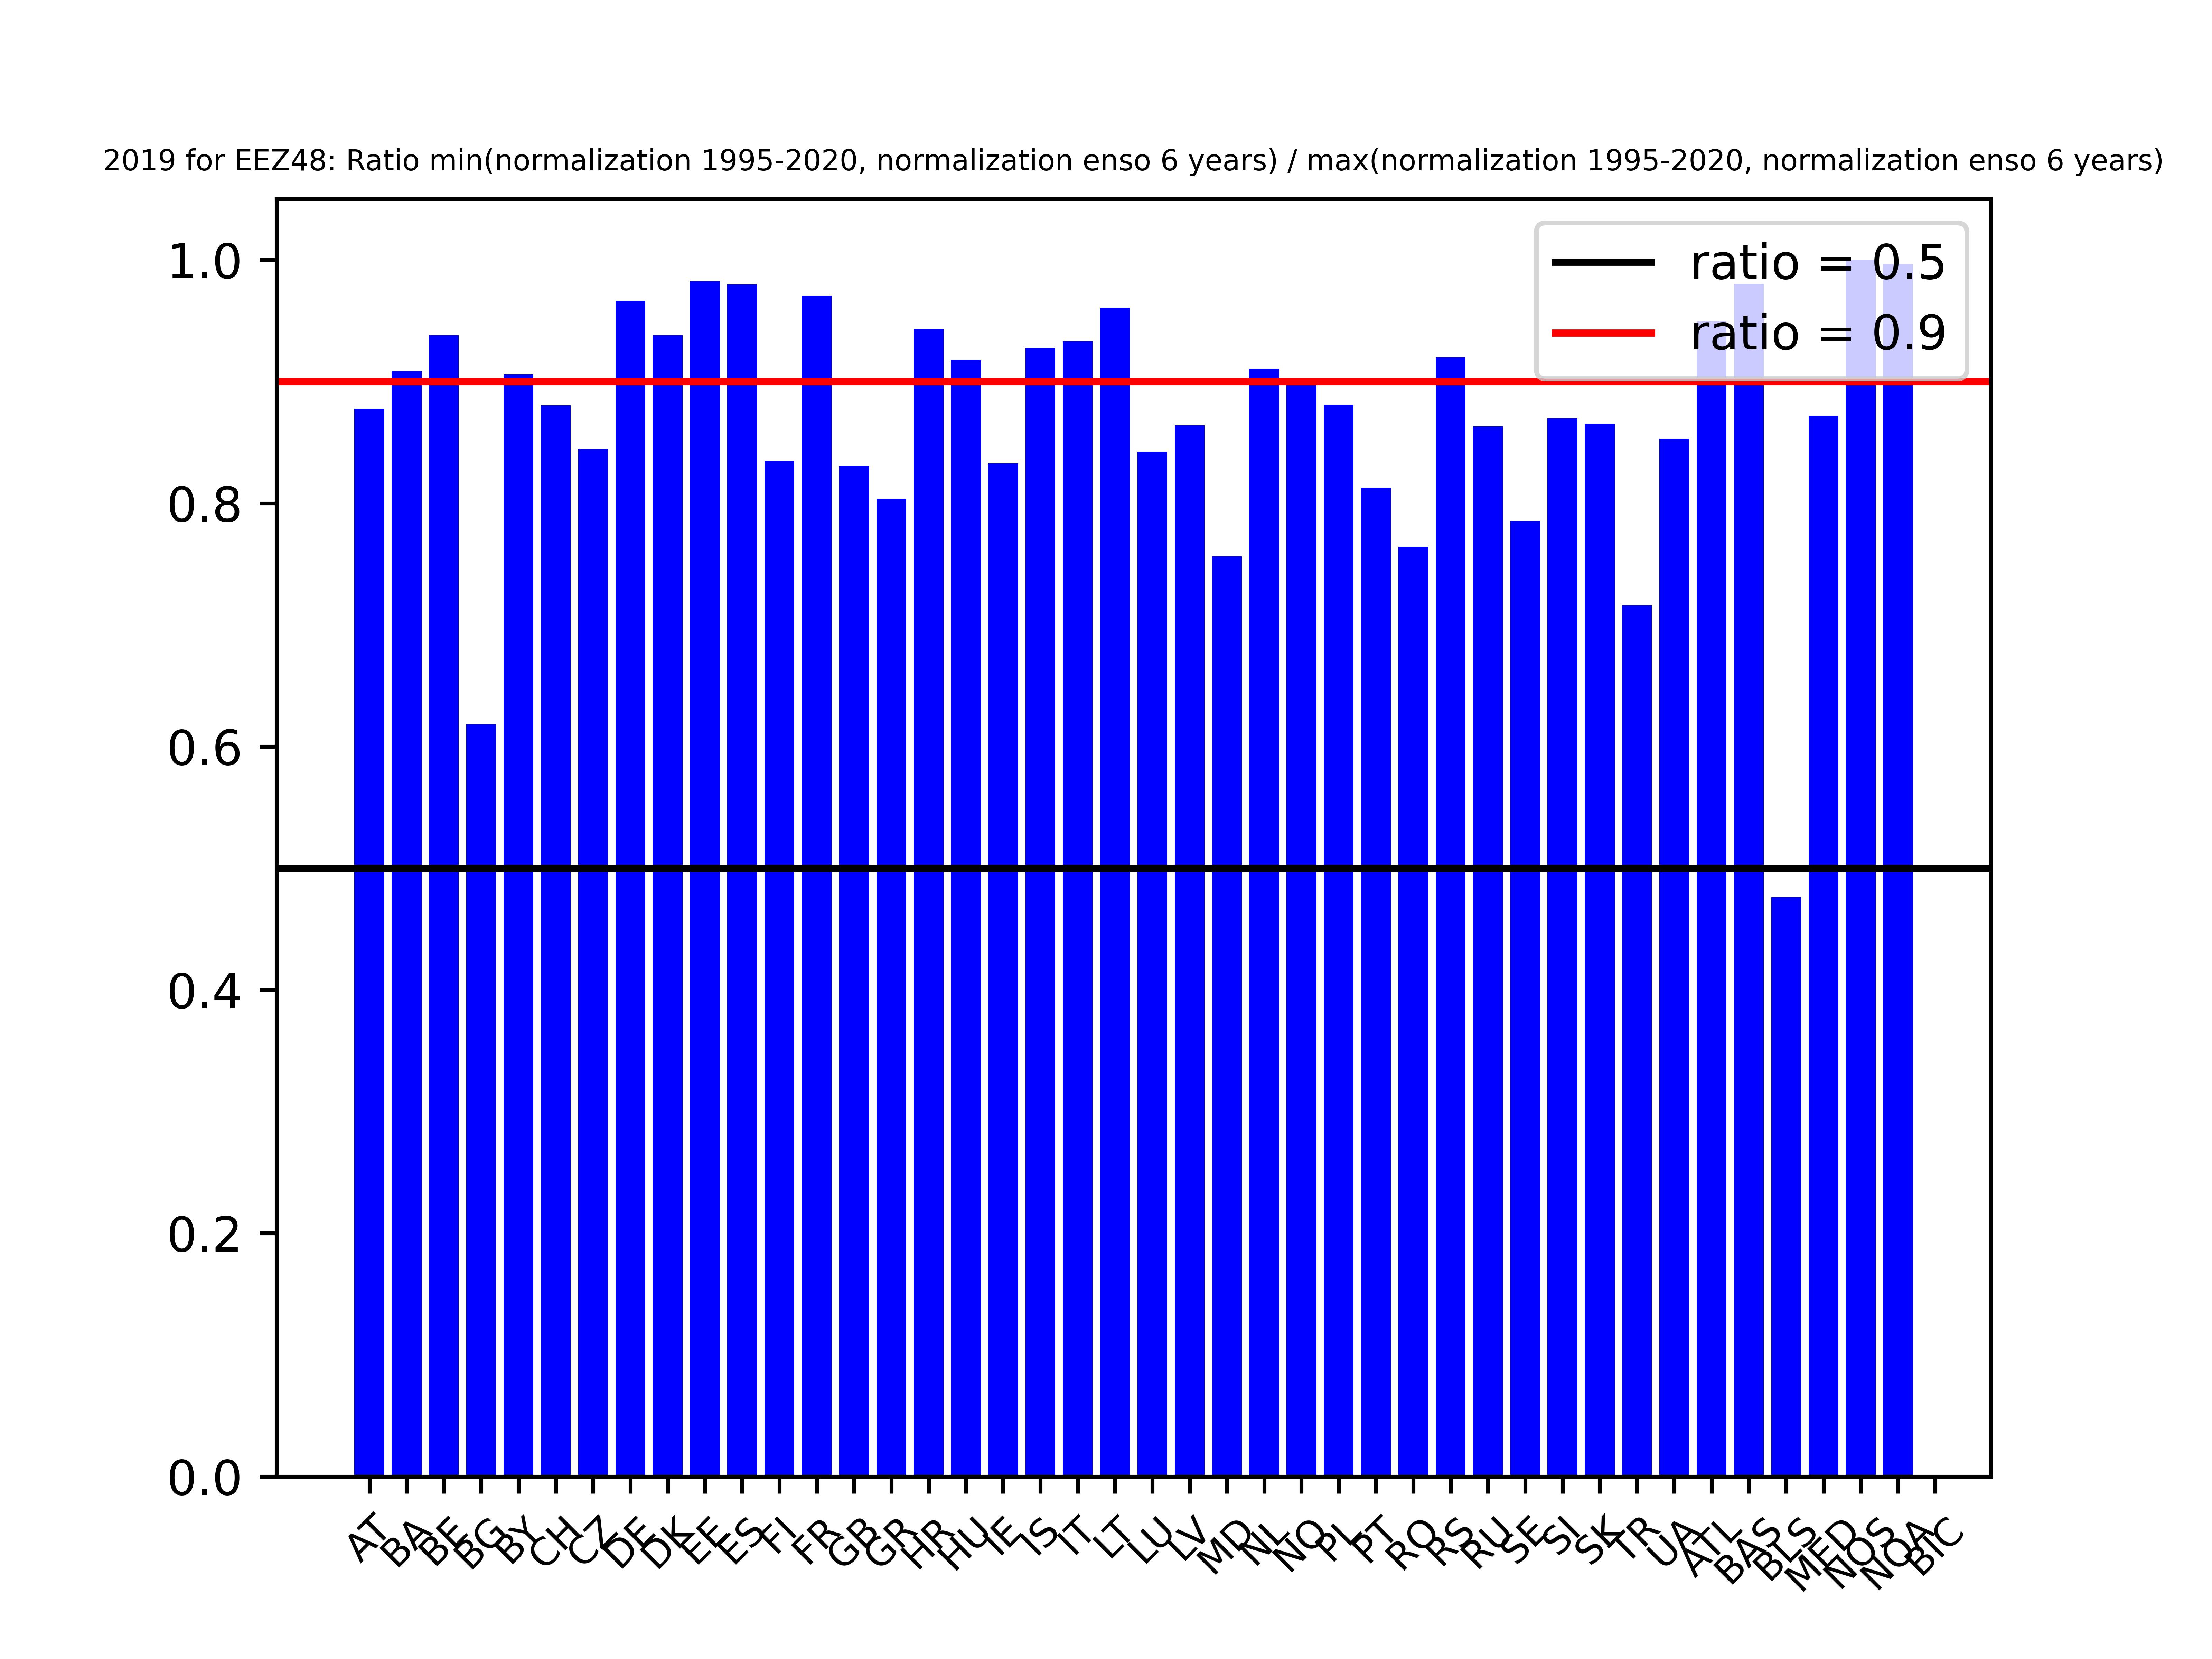 2019 for EEZ48: Ratio min(normalization 1995-2020, normalization enso 6 years) / max(normalization 1995-2020, normalization enso 6 years)
ratio = 0.5
ratio = 0.9
1.0
0.8
0.6
0.4
0.2
0.0
AT
BA
BE
BG
BY
CH
CZ
DE
DK
EE
ES
FI
FR
GB
GR
HR
HU
IE
IS
IT
LT
LU
LV
MD
NL
NO
PL
PT
RO
RS
RU
SE
SI
SK
TR
UA
ATL
BAS
BLS
MED
NOS
NOA
BIC